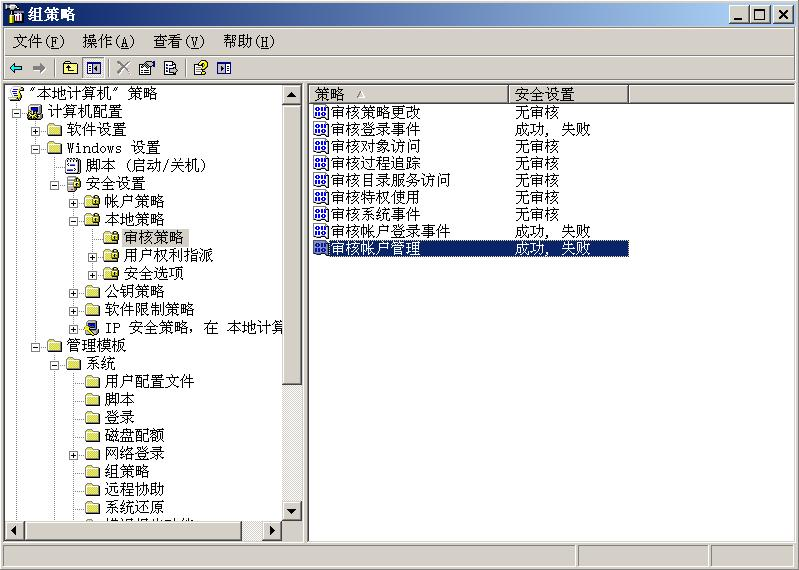 组策略
文件(F) 操作(A) 查看(V) 帮助(H)
"本地计算机" 策略
计算机配置
软件设置
Windows 设置
脚本 (启动/关机)
安全设置
帐户策略
本地策略
审核策略
用户权利指派
安全选项
公钥策略
软件限制策略
IP 安全策略，在 本地计算
管理模板
系统
用户配置文件
脚本
登录
磁盘配额
网络登录
组策略
远程协助
系统还原
策略 安全设置
审核策略更改 无审核
审核登录事件 成功, 失败
审核对象访问 无审核
审核过程追踪 无审核
审核目录服务访问 无审核
审核特权使用 无审核
审核系统事件 无审核
审核帐户登录事件 成功, 失败
审核帐户管理 成功, 失败